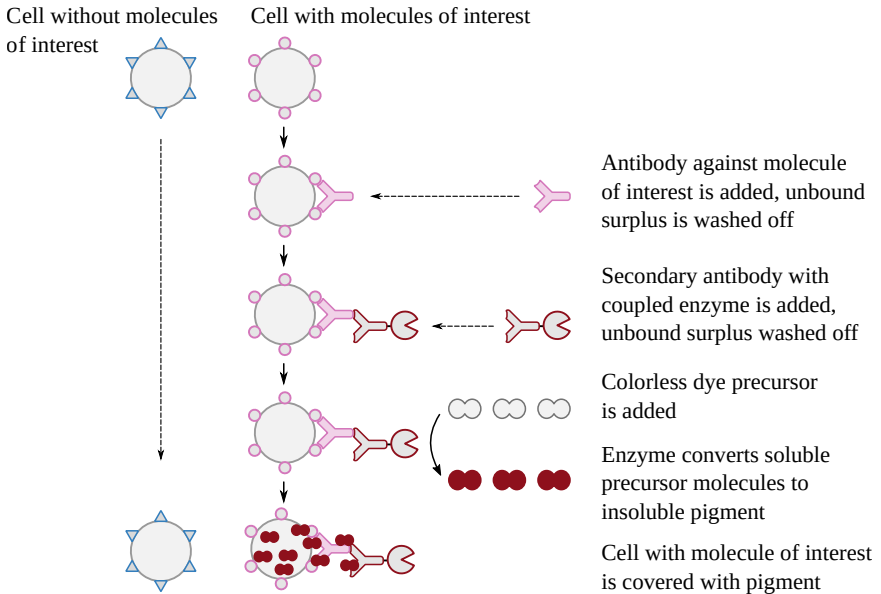 Cell without molecules
of interest
Cell with molecules of interest
Antibody against molecule
of interest is added, unbound
surplus is washed off
Secondary antibody with
coupled enzyme is added,
unbound surplus washed off
Colorless dye precursor
is added
Enzyme converts soluble
precursor molecules to
insoluble pigment
Cell with molecule of interest
is covered with pigment